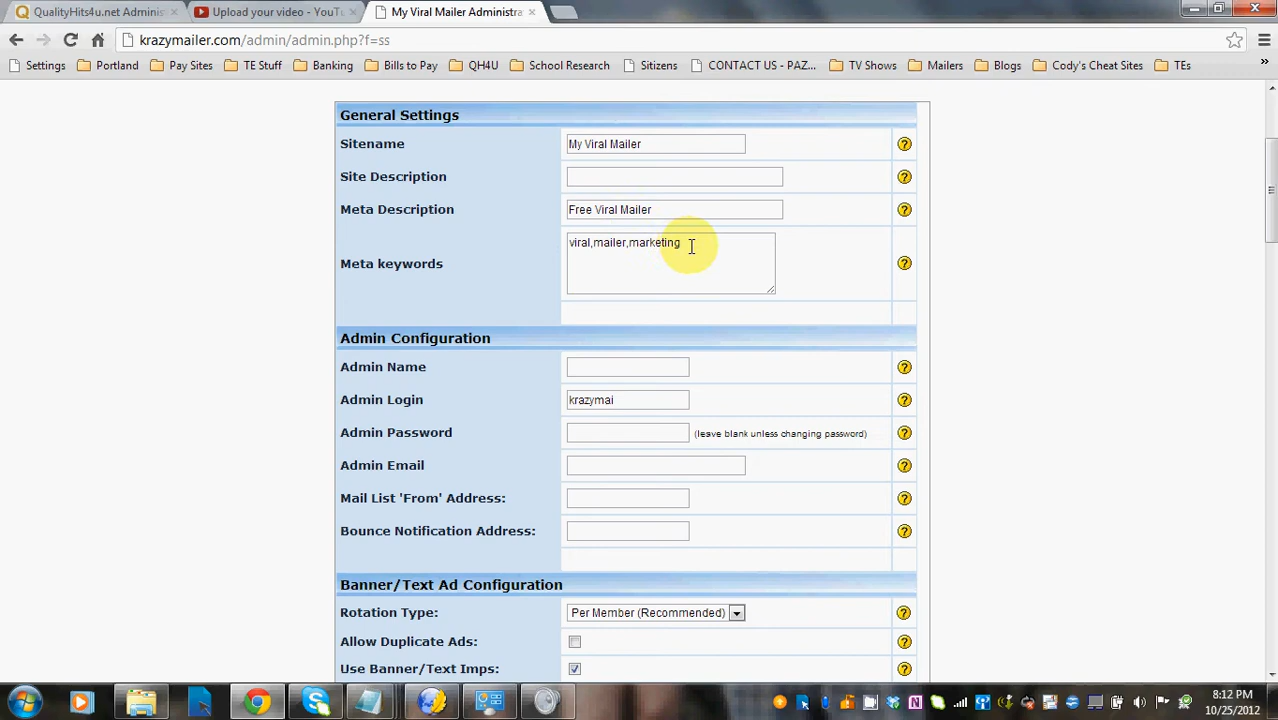 QualityHits4u.net Adminis
Upload your video - YouTu
My Viral Mailer Administra
krazymailer.com/admin/admin.php?f=ss
Settings
Portland
Pay Sites
TE Stuff
Banking
Bills to Pay
QH4U
School Research
Sitizens
CONTACT US - PAZ...
TV Shows
Mailers
Blogs
Cody's Cheat Sites
TEs
»
General Settings
Sitename My Viral Mailer ?
Site Description ?
Meta Description Free Viral Mailer ?
Meta keywords viral,mailer,marketing ?
Admin Configuration
Admin Name ?
Admin Login krazymai ?
Admin Password (leave blank unless changing password) ?
Admin Email ?
Mail List 'From' Address: ?
Bounce Notification Address: ?
Banner/Text Ad Configuration
Rotation Type: Per Member (Recommended) ?
Allow Duplicate Ads: ?
Use Banner/Text Imps: ?
8:12 PM
10/25/2012